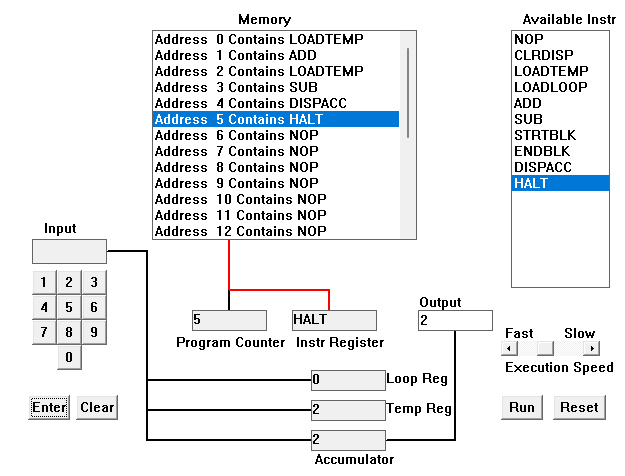 Memory
Available Instr
Address 0 Contains LOADTEMP
Address 1 Contains ADD
Address 2 Contains LOADTEMP
Address 3 Contains SUB
Address 4 Contains DISPACC
Address 5 Contains HALT
Address 6 Contains NOP
Address 7 Contains NOP
Address 8 Contains NOP
Address 9 Contains NOP
Address 10 Contains NOP
Address 11 Contains NOP
Address 12 Contains NOP
NOP
CLRDISP
LOADTEMP
LOADLOOP
ADD
SUB
STRTBLK
ENDBLK
DISPACC
HALT
Input
1 2 3
4 5 6
7 8 9
0
Enter Clear
5
Program Counter
HALT
Instr Register
Output
2
Fast Slow
Execution Speed
Run Reset
0 Loop Reg
2 Temp Reg
2
Accumulator